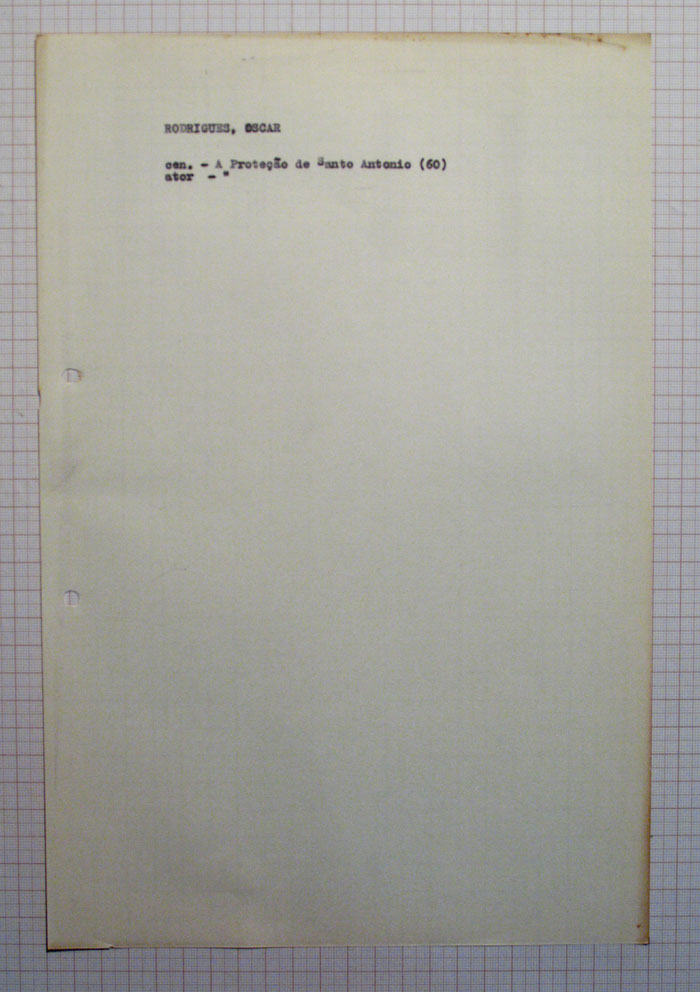 RODRIGUES, OSCAR
cen. - A Proteção de Santo Antonio (60)
ator - "